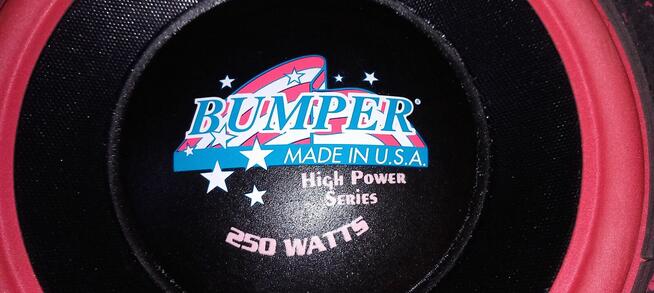 BUMPER®
MADE IN U.S.A.
High Power
Series
250 WATTS